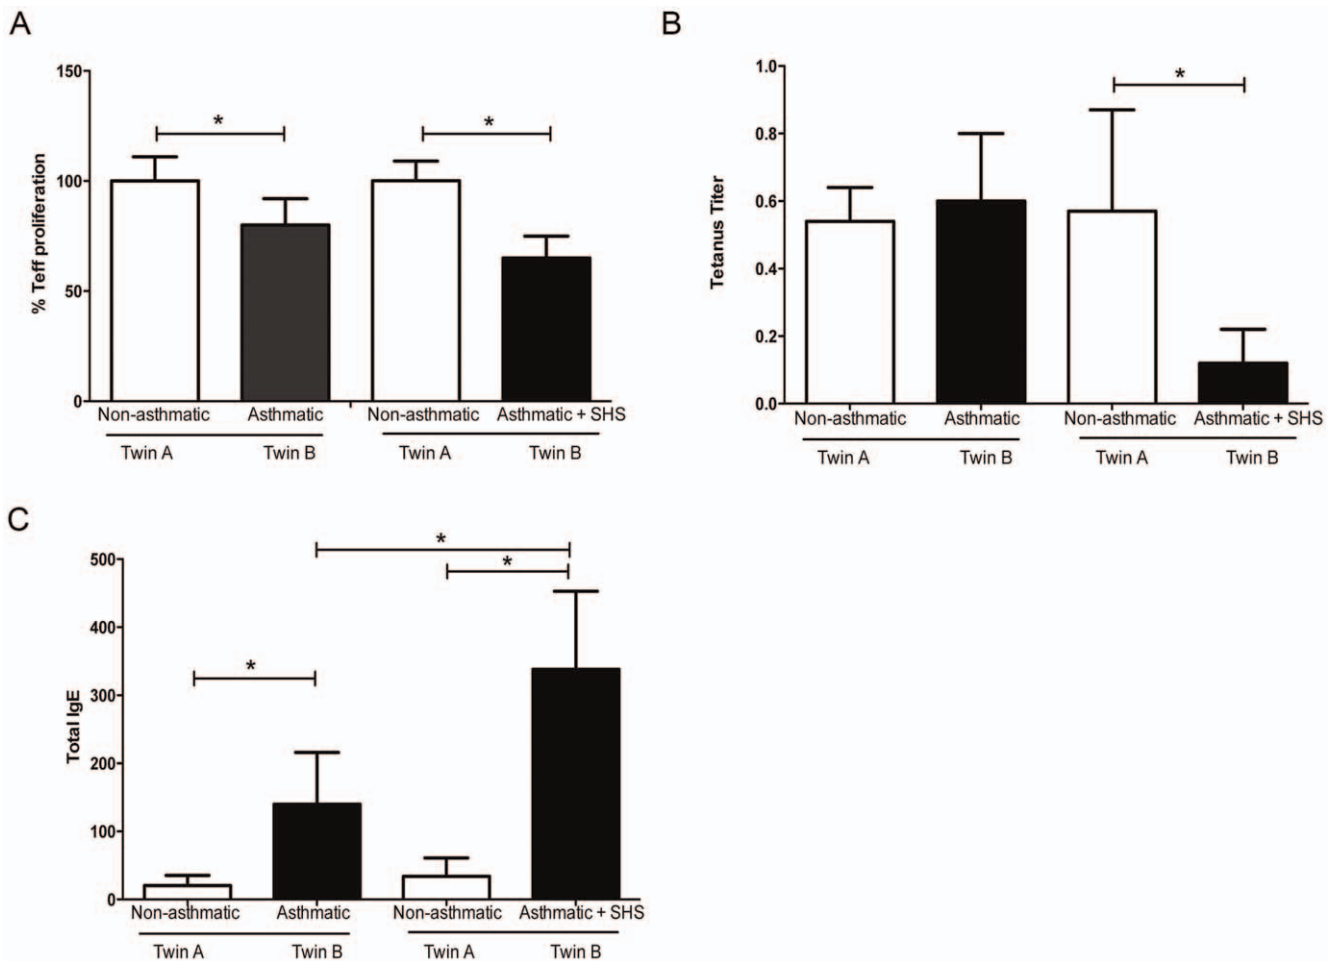 A
150
100
50
0
% Teff proliferation
* *
Non-asthmatic Asthmatic Non-asthmatic Asthmatic + SHS
Twin A Twin B Twin A Twin B
B
1.0
0.8
0.6
0.4
0.2
0.0
Tetanus Titer
*
Non-asthmatic Asthmatic Non-asthmatic Asthmatic + SHS
Twin A Twin B Twin A Twin B
C
500
400
300
200
100
0
Total IgE
*
*
*
Non-asthmatic Asthmatic Non-asthmatic Asthmatic + SHS
Twin A Twin B Twin A Twin B